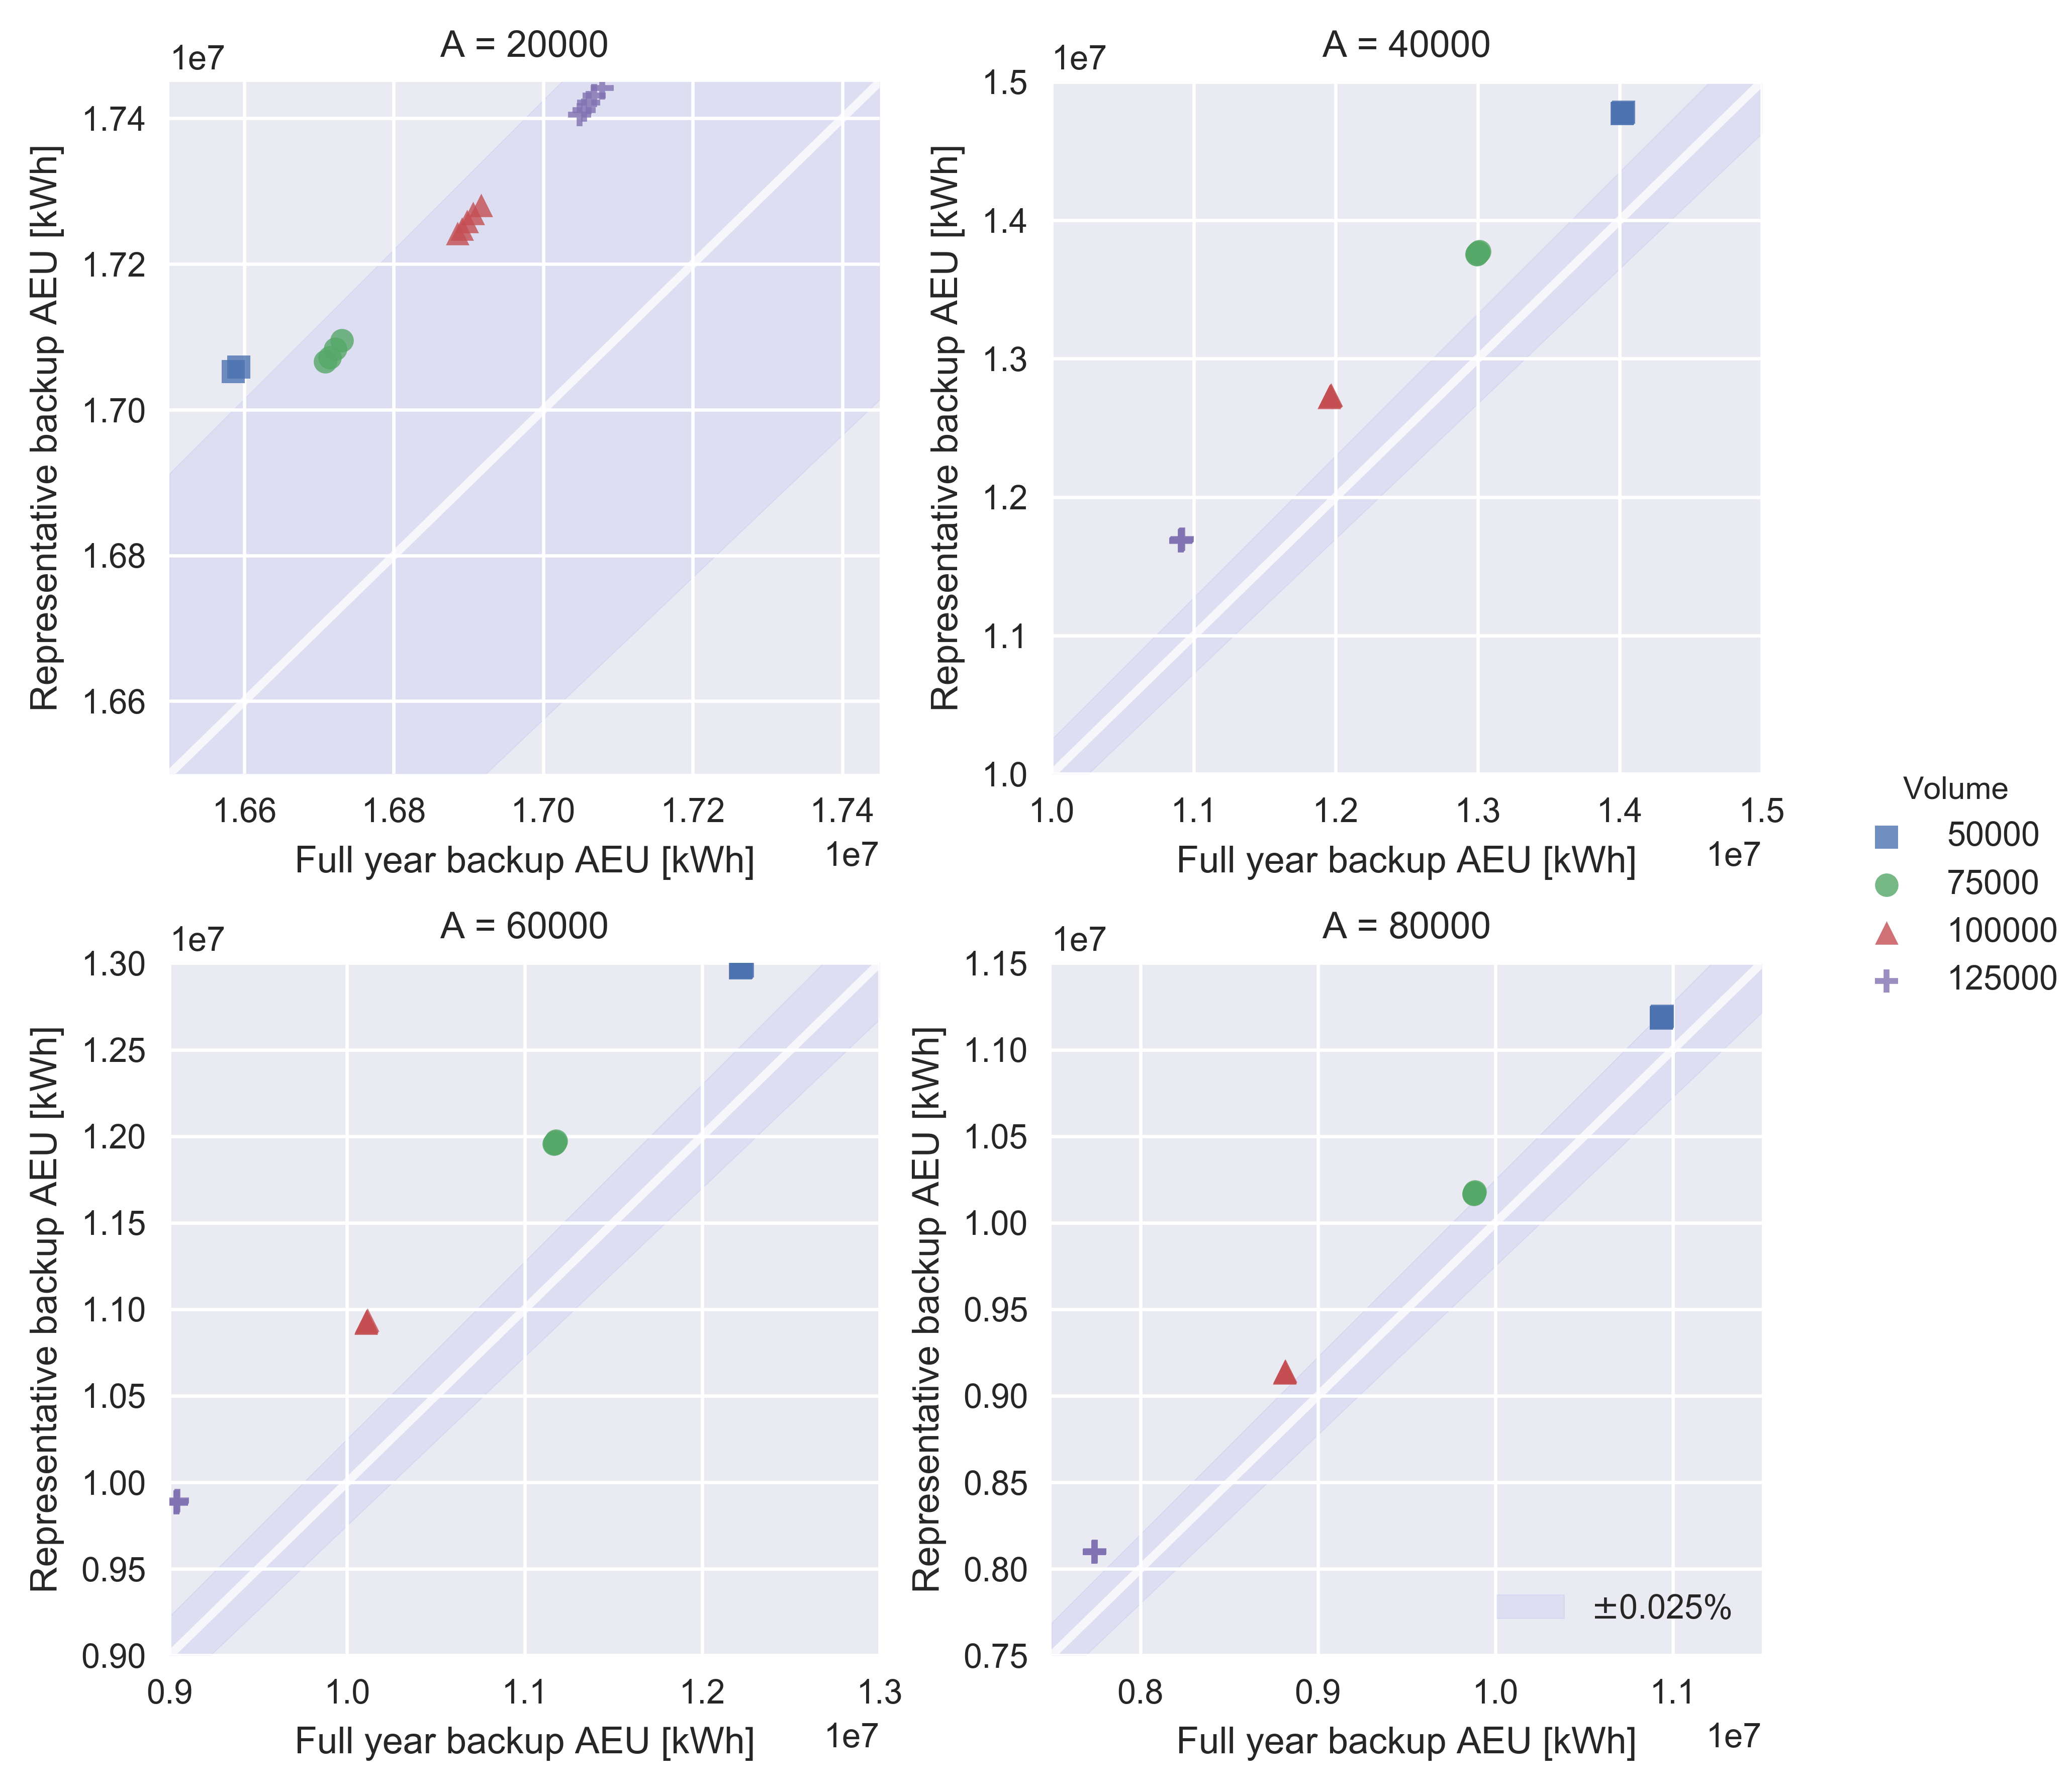 A = 20000
1e7
1.74
1.72
1.70
1.68
1.66
Representative backup AEU [kWh]
1.66 1.68 1.70 1.72 1.74
1e7
Full year backup AEU [kWh]
A = 40000
1e7
1.5
1.4
1.3
1.2
1.1
1.0
Representative backup AEU [kWh]
1.0 1.1 1.2 1.3 1.4 1.5
1e7
Full year backup AEU [kWh]
Volume
50000
75000
100000
125000
A = 60000
1e7
1.30
1.25
1.20
1.15
1.10
1.05
1.00
0.95
0.90
Representative backup AEU [kWh]
0.9 1.0 1.1 1.2 1.3
1e7
Full year backup AEU [kWh]
A = 80000
1e7
1.15
1.10
1.05
1.00
0.95
0.90
0.85
0.80
0.75
Representative backup AEU [kWh]
±0.025%
0.8 0.9 1.0 1.1
1e7
Full year backup AEU [kWh]